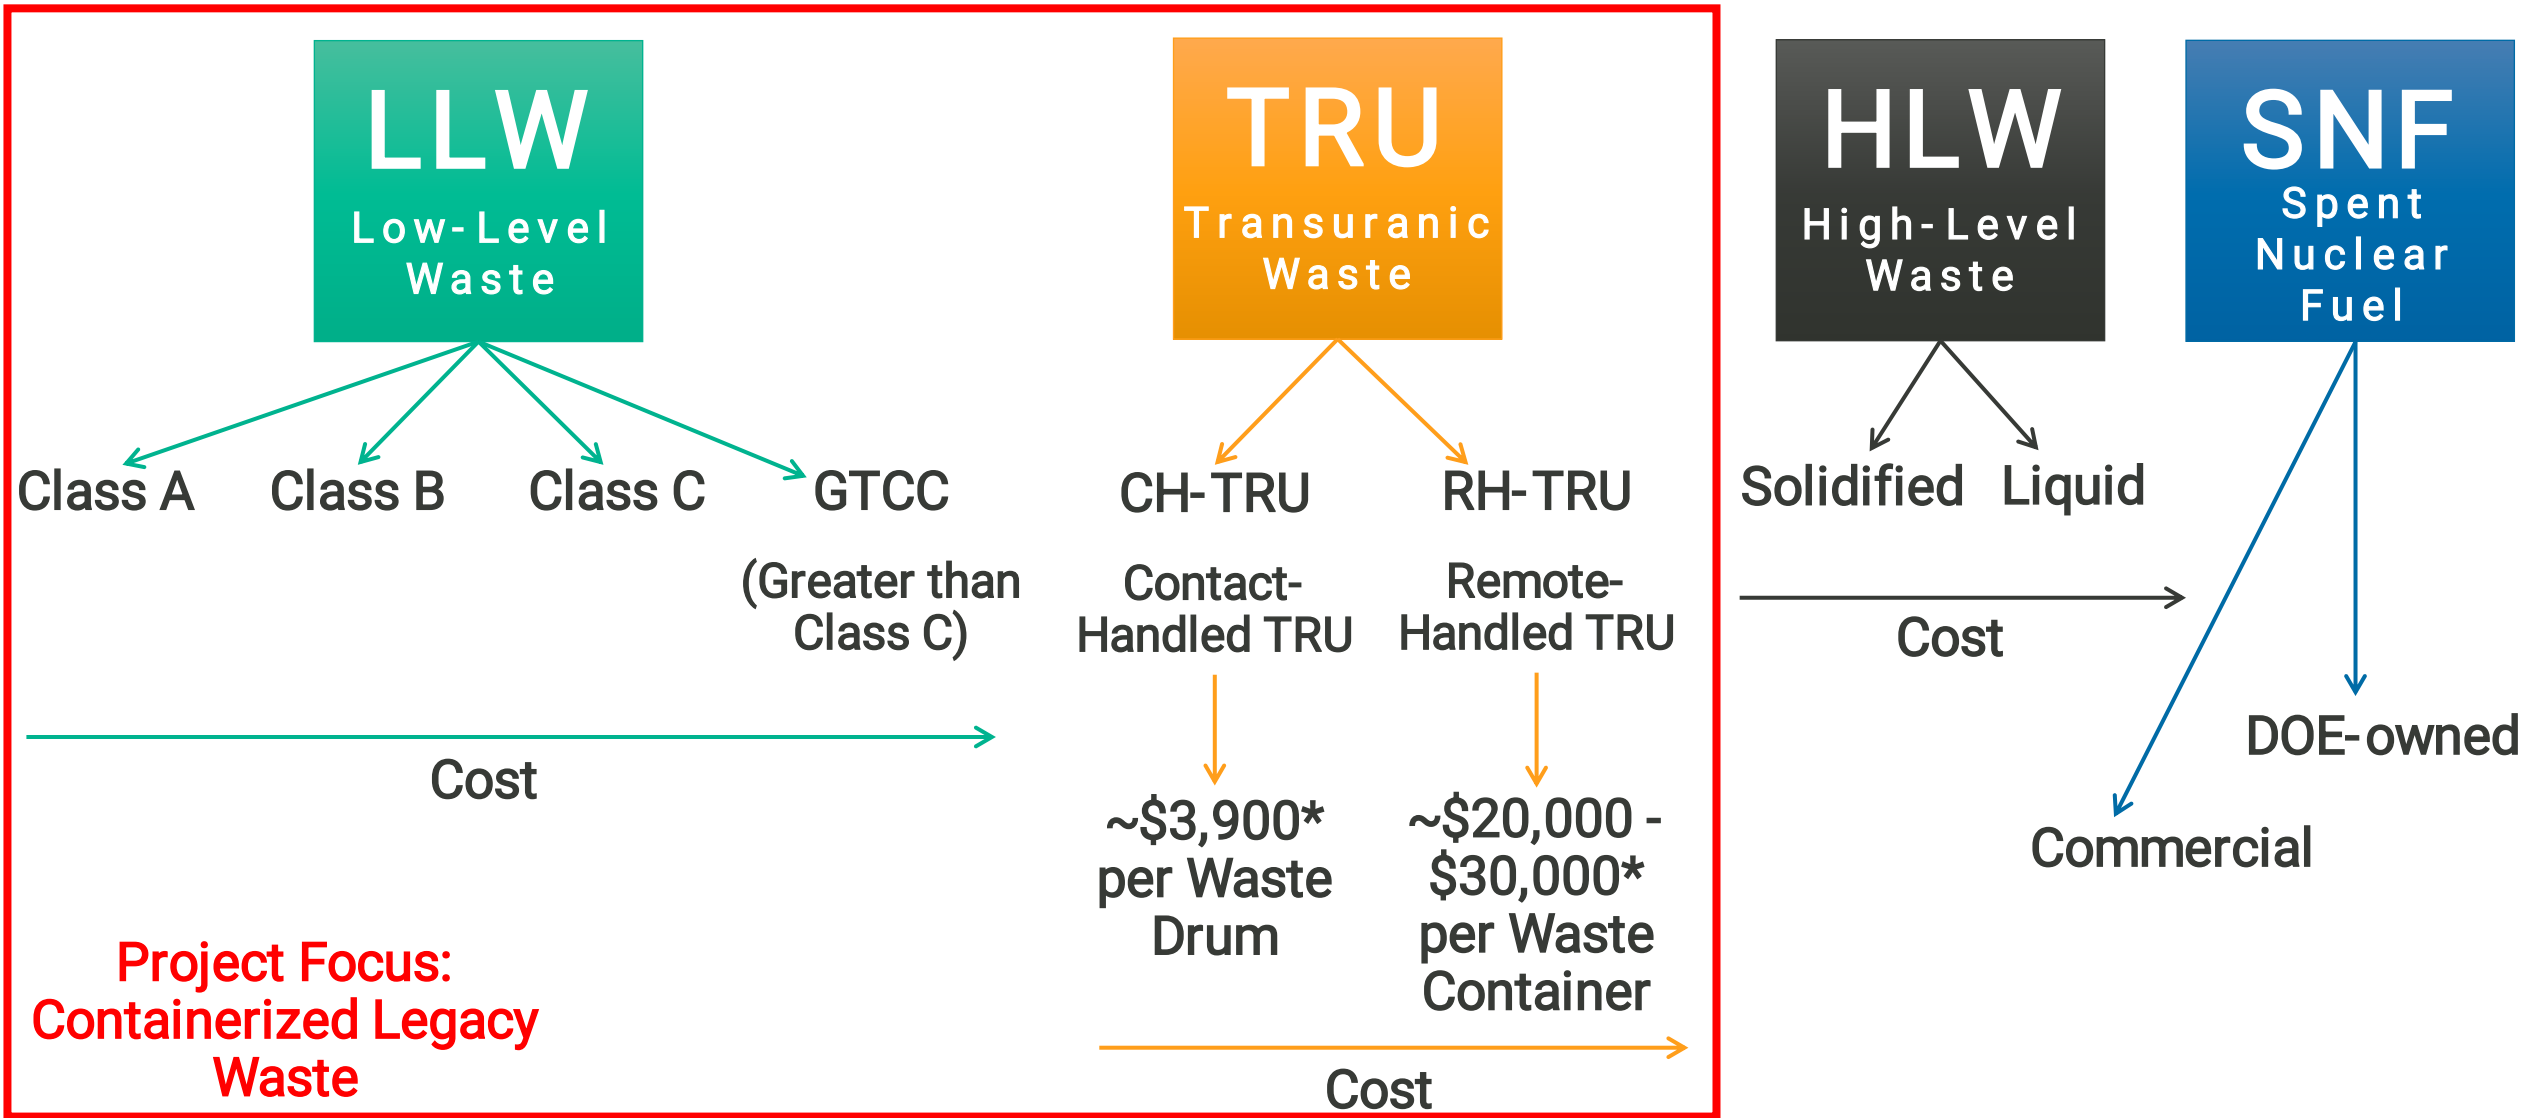 LLW
Low-Level
Waste
Class A
Class B
Class C
GTCC
(Greater than
Class C)
Cost
Project Focus:
Containerized Legacy
Waste
TRU
Transuranic
Waste
CH-TRU
Contact-
Handled TRU
~$3,900*
per Waste
Drum
RH-TRU
Remote-
Handled TRU
~$20,000 -
$30,000*
per Waste
Container
Cost
HLW
High-Level
Waste
Solidified
Liquid
Cost
SNF
Spent
Nuclear
Fuel
DOE-owned
Commercial